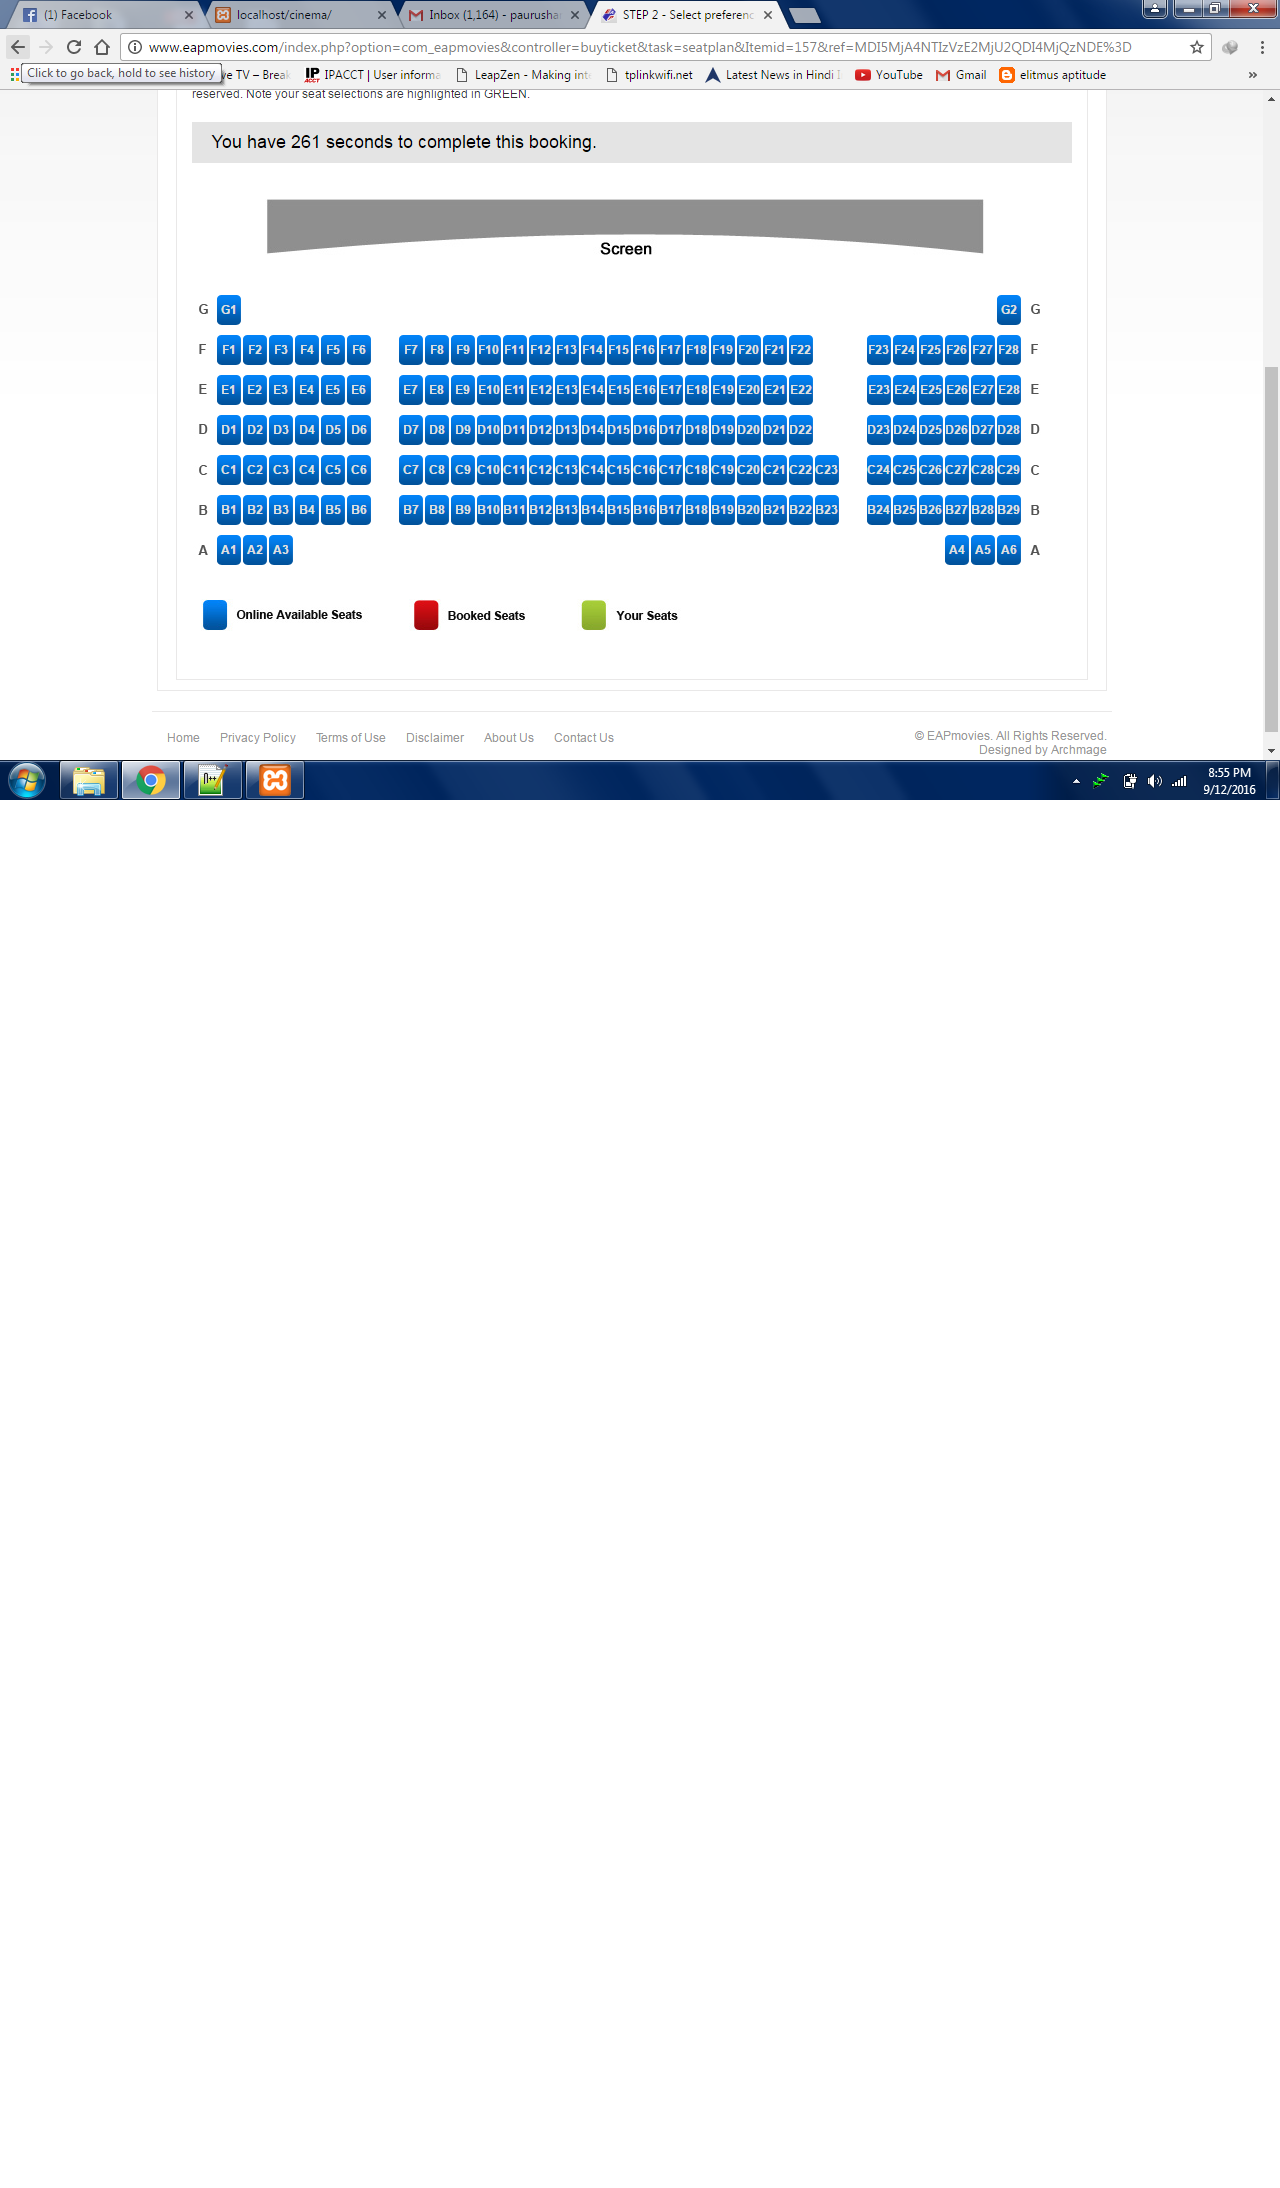 (1) Facebook
localhost/cinema/
Inbox (1,164) - paurusha
STEP 2 - Select preferenc
www.eapmovies.com/index.php?option=com_eapmovies&controller=buyticket&task=seatplan&Itemid=157&ref=MDI5MjA4NTIzVzE2MjU2QDI4MjQzNDE%3D
Click to go back, hold to see history
ve TV – Break
IP ACCT
IPACCT | User informa
LeapZen - Making inte
tplinkwifi.net
Latest News in Hindi
YouTube
Gmail
elitmus aptitude
»
reserved. Note your seat selections are highlighted in GREEN.
You have 261 seconds to complete this booking.
Screen
G G1 G2 G
F F1 F2 F3 F4 F5 F6 F7 F8 F9 F10 F11 F12 F13 F14 F15 F16 F17 F18 F19 F20 F21 F22 F23 F24 F25 F26 F27 F28 F
E E1 E2 E3 E4 E5 E6 E7 E8 E9 E10 E11 E12 E13 E14 E15 E16 E17 E18 E19 E20 E21 E22 E23 E24 E25 E26 E27 E28 E
D D1 D2 D3 D4 D5 D6 D7 D8 D9 D10 D11 D12 D13 D14 D15 D16 D17 D18 D19 D20 D21 D22 D23 D24 D25 D26 D27 D28 D
C C1 C2 C3 C4 C5 C6 C7 C8 C9 C10 C11 C12 C13 C14 C15 C16 C17 C18 C19 C20 C21 C22 C23 C24 C25 C26 C27 C28 C29 C
B B1 B2 B3 B4 B5 B6 B7 B8 B9 B10 B11 B12 B13 B14 B15 B16 B17 B18 B19 B20 B21 B22 B23 B24 B25 B26 B27 B28 B29 B
A A1 A2 A3 A4 A5 A6 A
Online Available Seats
Booked Seats
Your Seats
Home
Privacy Policy
Terms of Use
Disclaimer
About Us
Contact Us
© EAPmovies. All Rights Reserved.
Designed by Archmage
8:55 PM
9/12/2016